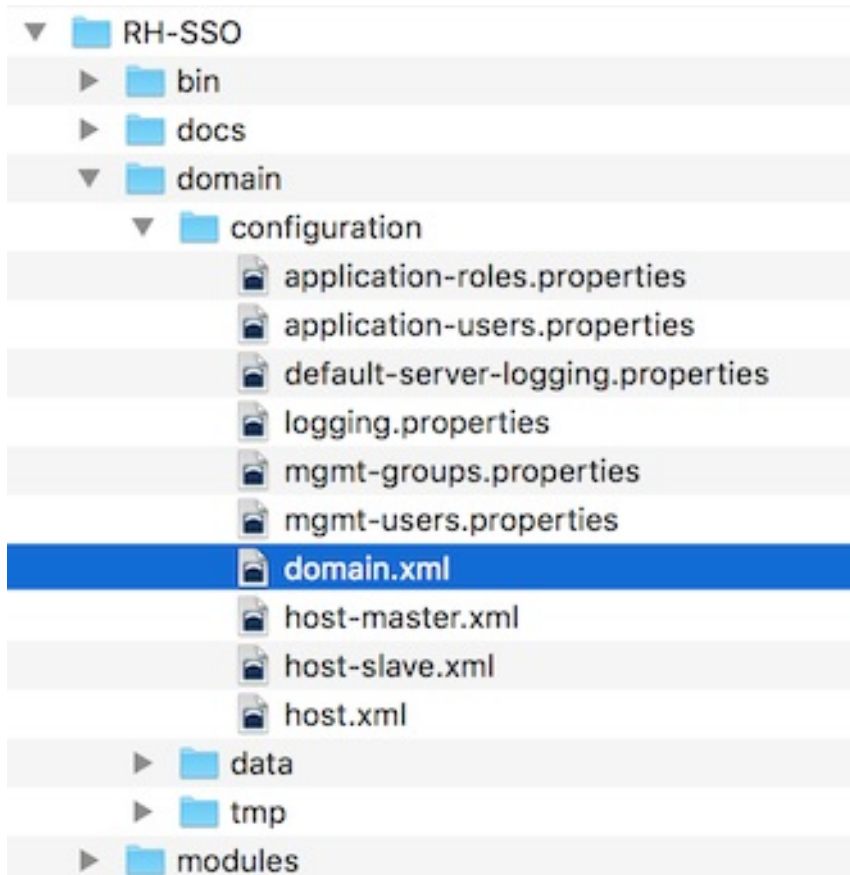 RH-SSO
bin
docs
domain
configuration
application-roles.properties
application-users.properties
default-server-logging.properties
logging.properties
mgmt-groups.properties
mgmt-users.properties
domain.xml
host-master.xml
host-slave.xml
host.xml
data
tmp
modules